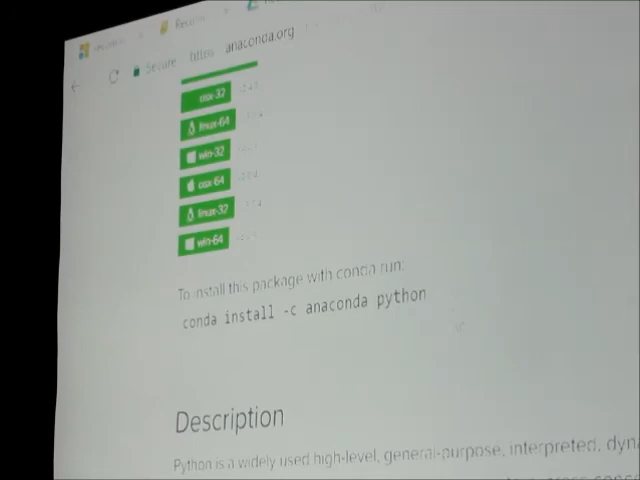 Secure https anaconda.org
osx-32
linux-64
win-32
osx-64
linux-32
win-64
To install this package with conda run:
conda install -c anaconda python
Description
Python is a widely used high-level, general-purpose, interpreted,